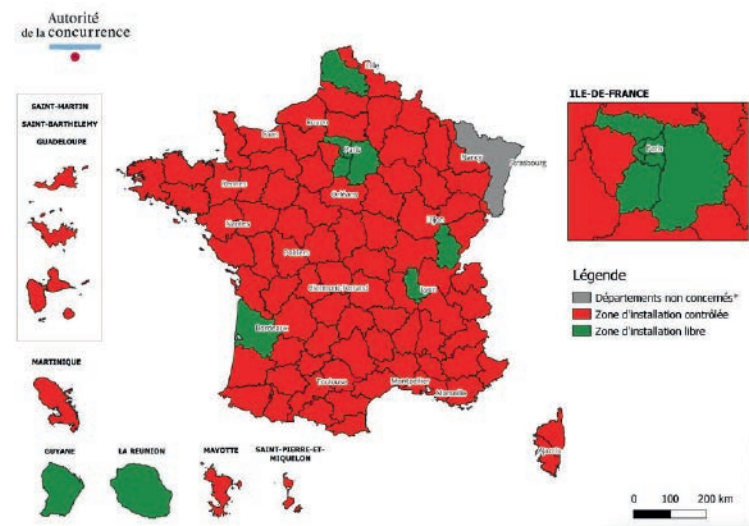 Autorité
de la concurrence
SAINT-MARTIN
SAINT-BARTHELEMY
GUADELOUPE
MARTINIQUE
GUYANE
LA REUNION
MAYOTTE
SAINT-PIERRE-ET-
MIQUELON
Lille
Rouen
Caen
Paris
Nancy
Strasbourg
Rennes
Orléans
Nantes
Dijon
Poitiers
Clermont-Ferrand
Lyon
Bordeaux
Toulouse
Montpellier
Marseille
Ajaccio
ILE-DE-FRANCE
Paris
Légende
Départements non concernés*
Zone d'installation contrôlée
Zone d'installation libre
0 100 200 km